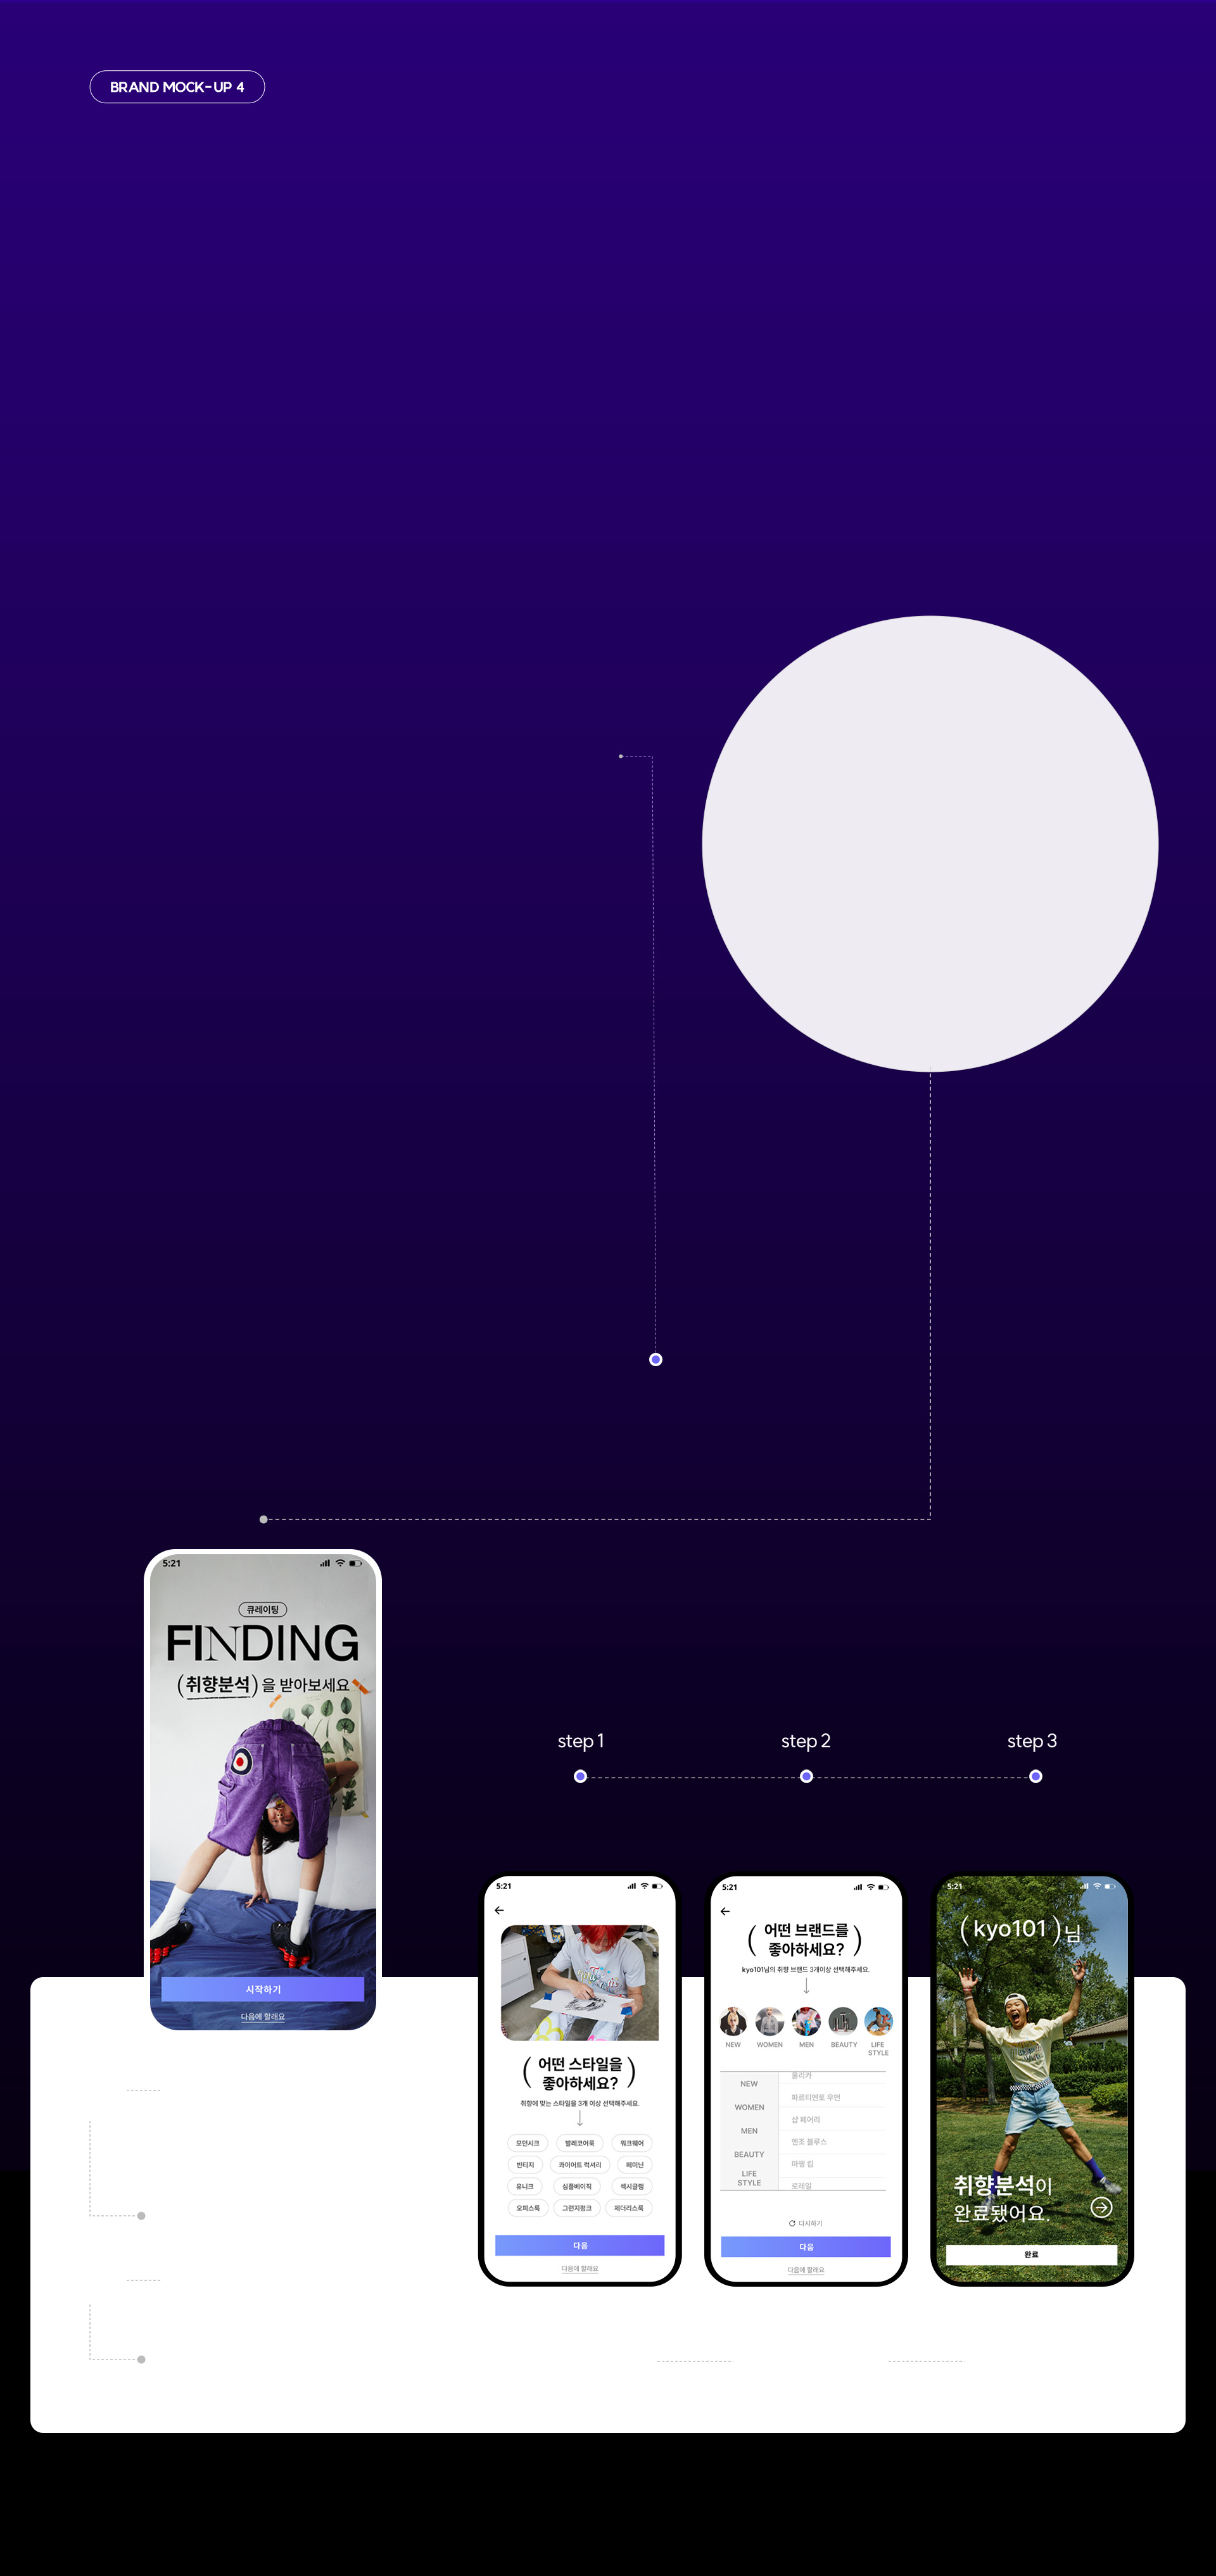 BRAND MOCK-UP 4
5:21
큐레이팅
FINDING
(취향분석)을 받아보세요
시작하기
다음에 할래요
step 1
step 2
step 3
5:21
( 어떤 스타일을
좋아하세요? )
취향에 맞는 스타일을 3개 이상 선택해주세요.
모던시크 발레코어룩 워크웨어
빈티지 콰이어트 럭셔리 페미닌
유니크 심플베이직 섹시글램
오피스룩 그런지펑크 제더리스룩
다음
다음에 할래요
5:21
( 어떤 브랜드를
좋아하세요? )
kyo101님의 취향 브랜드 3개이상 선택해주세요.
NEW WOMEN MEN BEAUTY LIFE
STYLE
NEW
WOMEN
MEN
BEAUTY
LIFE
STYLE
파르티멘토 우먼
샵 페어리
앤조 블루스
마뗑 킴
로레일
다시하기
다음
다음에 할래요
5:21
(kyo101)님
취향분석이
완료됐어요.
완료